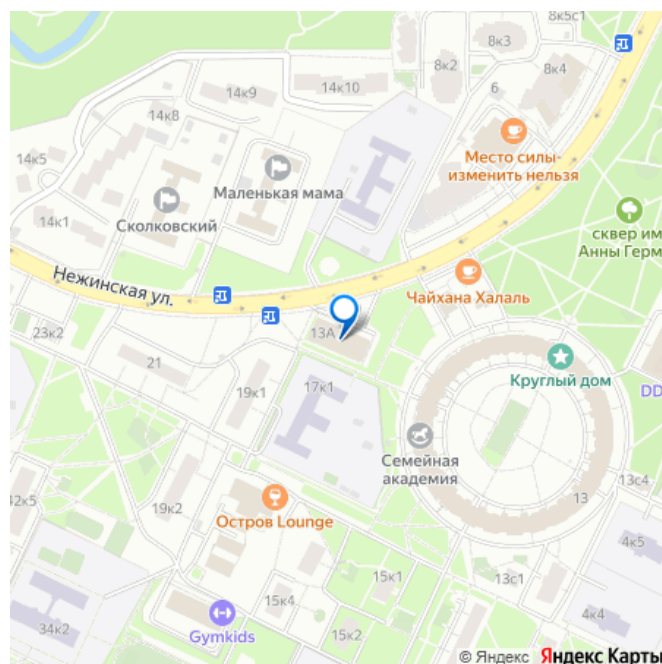 8к5с1
8к3
8к2
8к4
14к10
14к9
6
14к8
Место силы-
изменить нельзя
14к5
Маленькая мама
14к1
Сколковский
сквер им
Анны Герм
Нежинская ул.
Чайхана Халаль
23к2
13А
21
Круглый дом
19к1
17к1
DD
Семейная
академия
42к5
19к2
Остров Lounge
13
13с4
4к5
15к1
13с1
15к4
4к4
34к2
Gymkids
15к2
© Яндекс Яндекс Карты